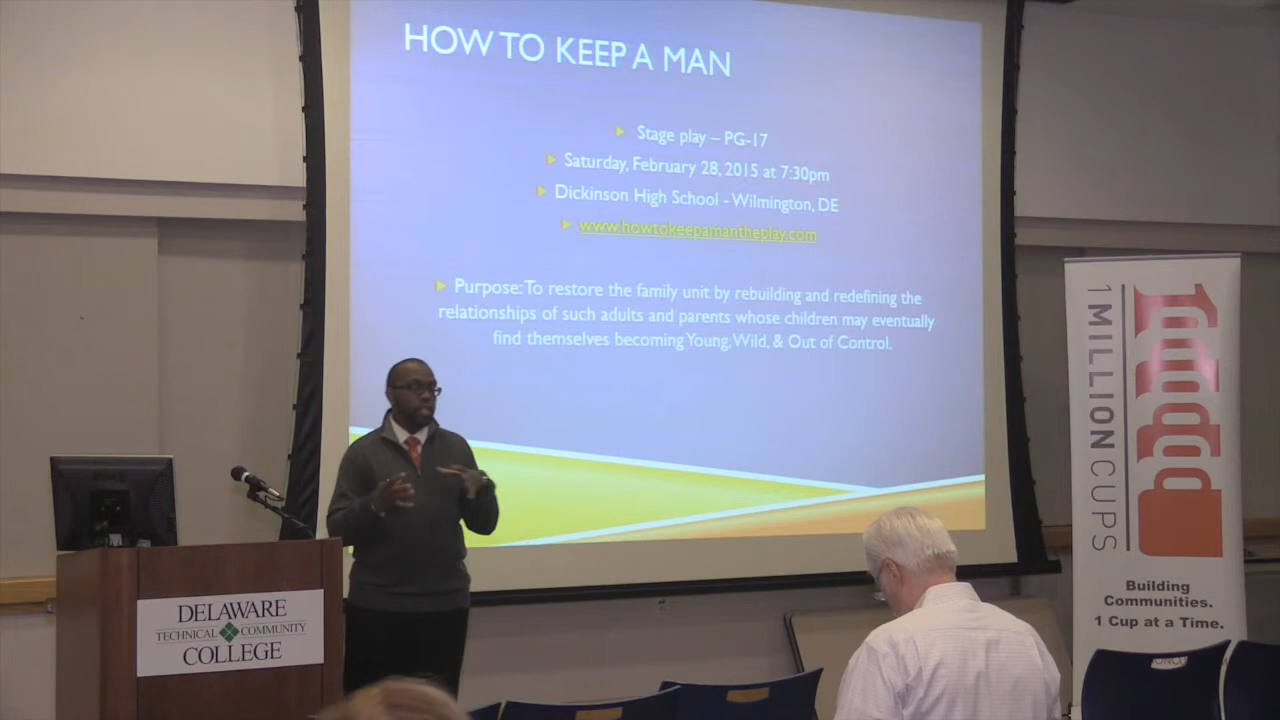 HOW TO KEEP A MAN
Stage play – PG-17
Saturday, February 28, 2015 at 7:30pm
Dickinson High School - Wilmington, DE
www.howtokeepamantheplay.com
Purpose: To restore the family unit by rebuilding and redefining the
relationships of such adults and parents whose children may eventually
find themselves becoming Young, Wild, & Out of Control.
DELAWARE
TECHNICAL COMMUNITY
COLLEGE
1 MILLION CUPS
Building
Communities.
1 Cup at a Time.